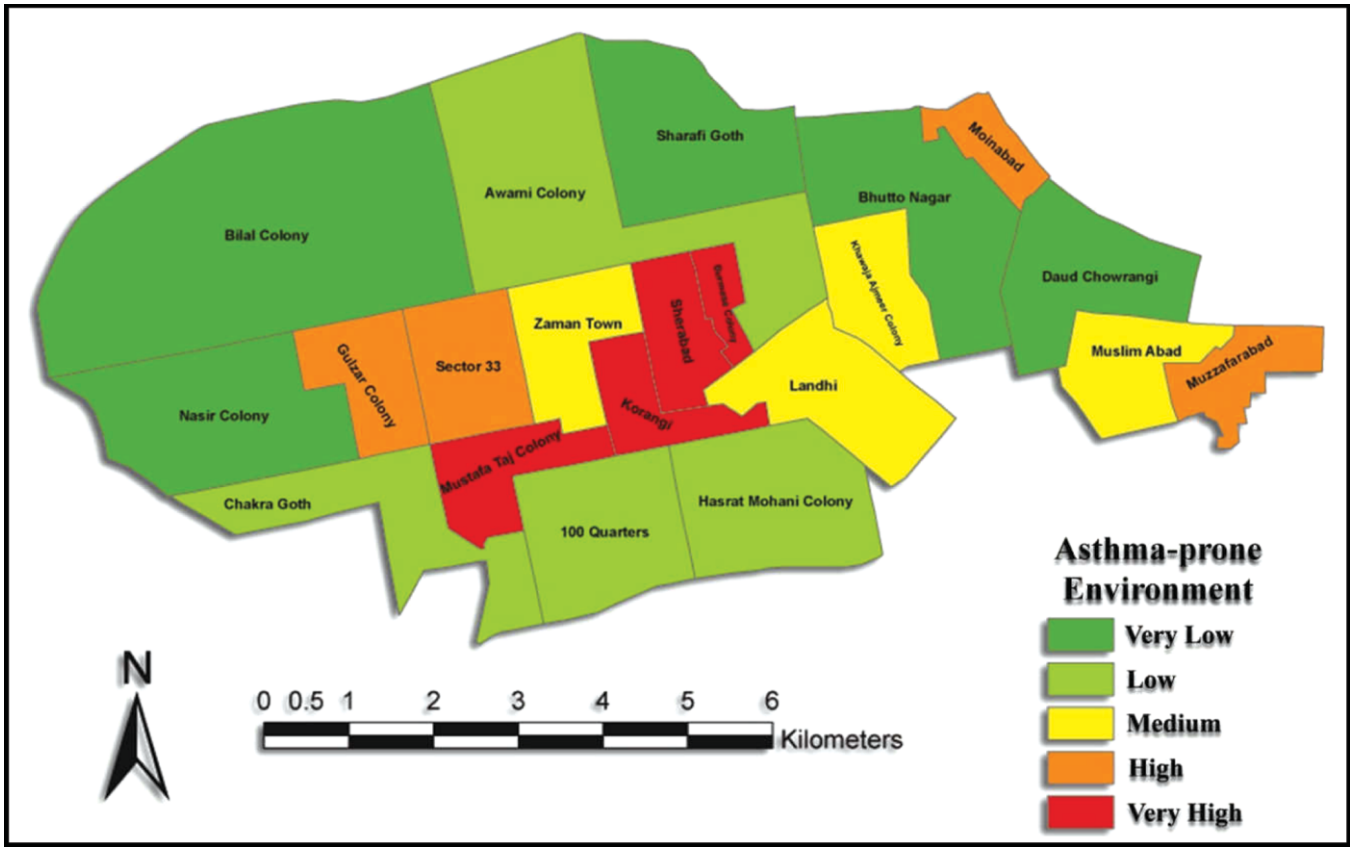 Sharafi Goth
Moinabad
Awami Colony
Bhutto Nagar
Bilal Colony
Khawaja Ajmeer Colony
Daud Chowrangi
Burmese Colony
Zaman Town
Sherabad
Muslim Abad
Muzzafarabad
Gulzar Colony
Sector 33
Landhi
Nasir Colony
Korangi
Mustafa Taj Colony
Chakra Goth
100 Quarters
Hasrat Mohani Colony
Asthma-prone
Environment
Very Low
Low
Medium
High
Very High
N
0 0.5 1 2 3 4 5 6
Kilometers